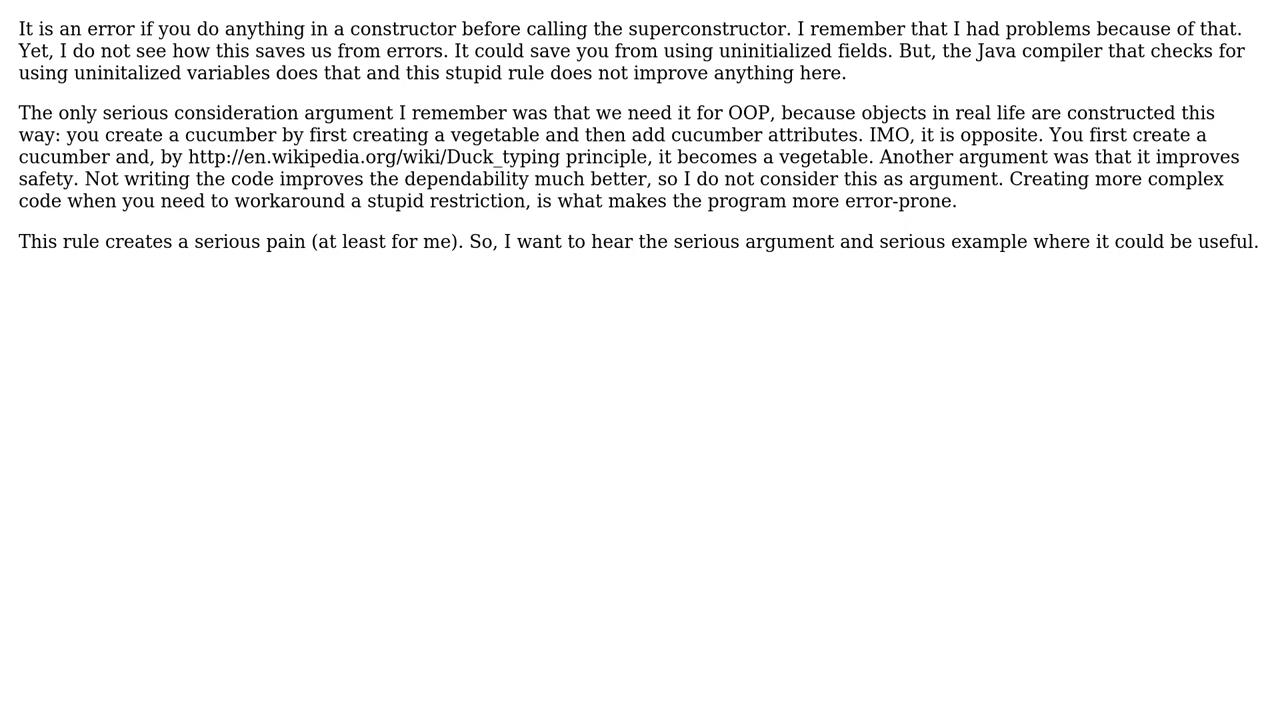 It is an error if you do anything in a constructor before calling the superconstructor. I remember that I had problems because of that.
Yet, I do not see how this saves us from errors. It could save you from using uninitialized fields. But, the Java compiler that checks for
using uninitalized variables does that and this stupid rule does not improve anything here.
The only serious consideration argument I remember was that we need it for OOP, because objects in real life are constructed this
way: you create a cucumber by first creating a vegetable and then add cucumber attributes. IMO, it is opposite. You first create a
cucumber and, by http://en.wikipedia.org/wiki/Duck_typing principle, it becomes a vegetable. Another argument was that it improves
safety. Not writing the code improves the dependability much better, so I do not consider this as argument. Creating more complex
code when you need to workaround a stupid restriction, is what makes the program more error-prone.
This rule creates a serious pain (at least for me). So, I want to hear the serious argument and serious example where it could be useful.